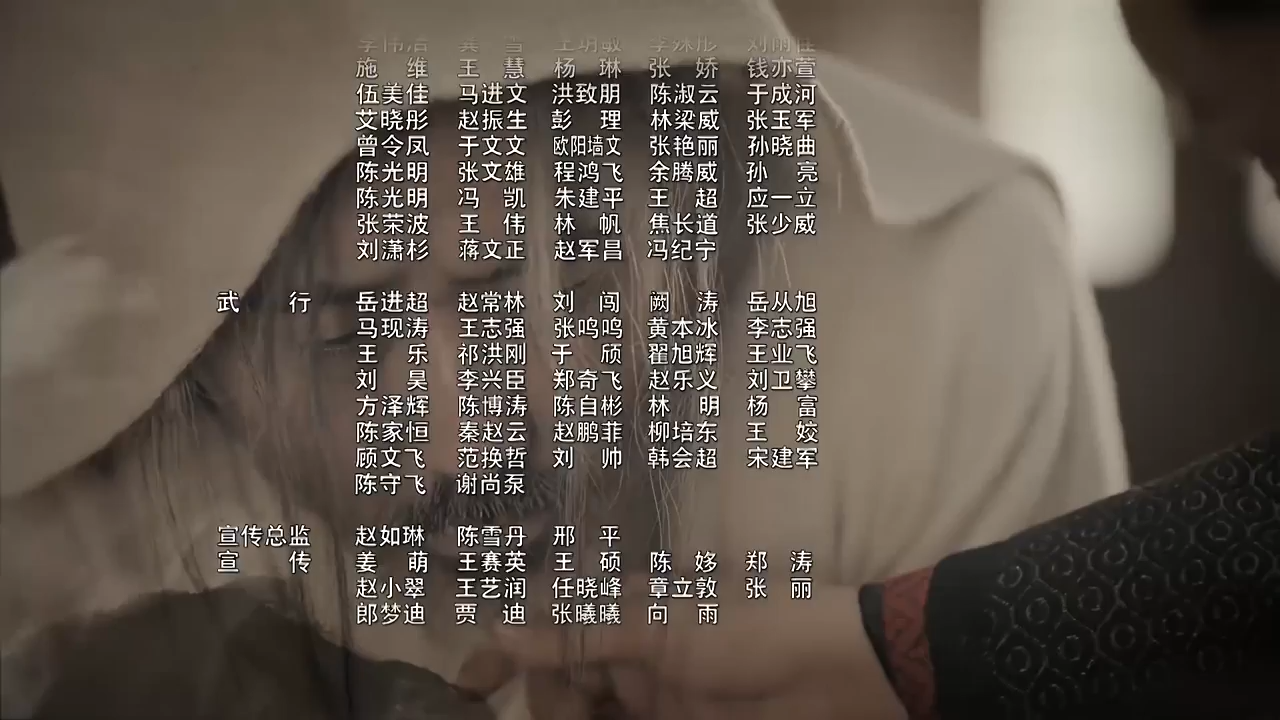 施 维 王 慧 杨 琳 张 娇 钱亦萱
伍美佳 马进文 洪致朋 陈淑云 于成河
艾晓彤 赵振生 彭 理 林梁威 张玉军
曾令凤 于文文 欧阳墙文 张艳丽 孙晓曲
陈光明 张文雄 程鸿飞 余腾威 孙 亮
陈光明 冯 凯 朱建平 王 超 应一立
张荣波 王 伟 林 帆 焦长道 张少威
刘潇杉 蒋文正 赵军昌 冯纪宁
武 行 岳进超 赵常林 刘 闯 阚 涛 岳从旭
马现涛 王志强 张鸣鸣 黄本冰 李志强
王 乐 祁洪刚 于 颀 翟旭辉 王业飞
刘 昊 李兴臣 郑奇飞 赵乐义 刘卫攀
方泽辉 陈博涛 陈自彬 林 明 杨 富
陈家恒 秦赵云 赵鹏菲 柳培东 王 姣
顾文飞 范换哲 刘 帅 韩会超 宋建军
陈守飞 谢尚泵
宣传总监 赵如琳 陈雪丹 邢 平
宣 传 姜 萌 王赛英 王 硕 陈 姼 郑 涛
赵小翠 王艺润 任晓峰 章立敦 张 丽
郎梦迪 贾 迪 张曦曦 向 雨